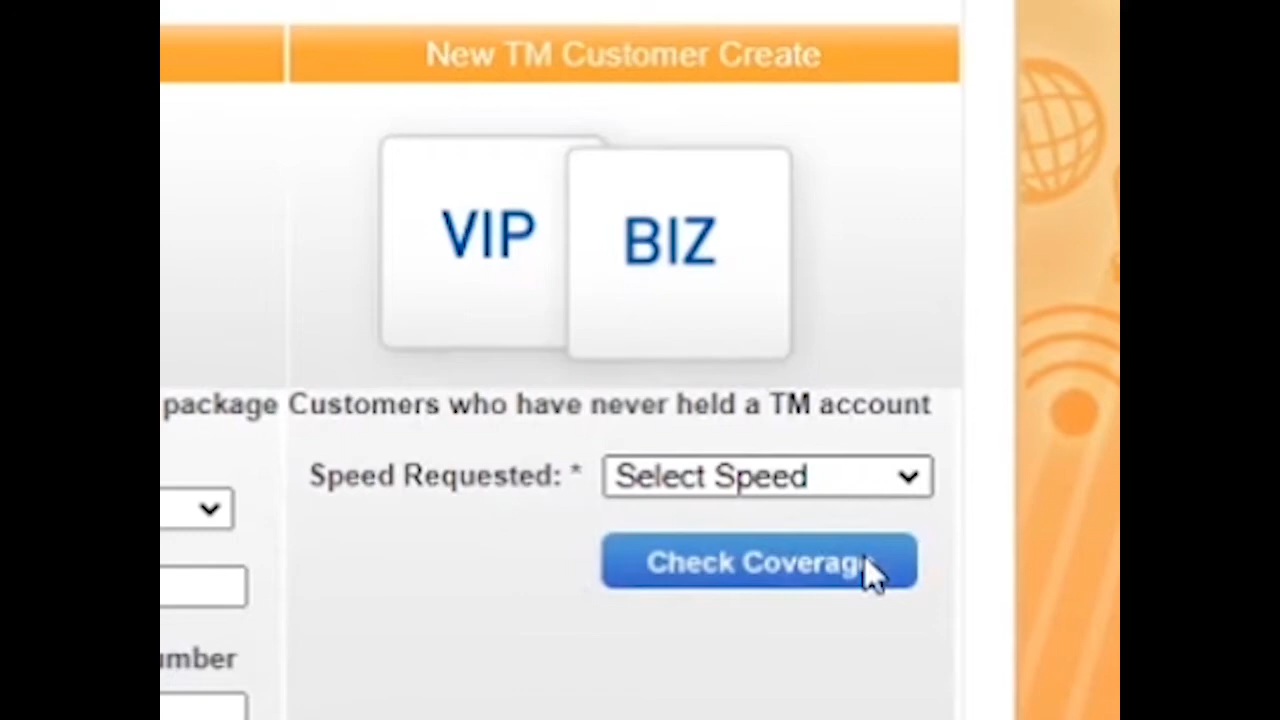 New TM Customer Create
VIP
BIZ
package
Customers who have never held a TM account
Speed Requested: *
Select Speed
Check Coverage
umber